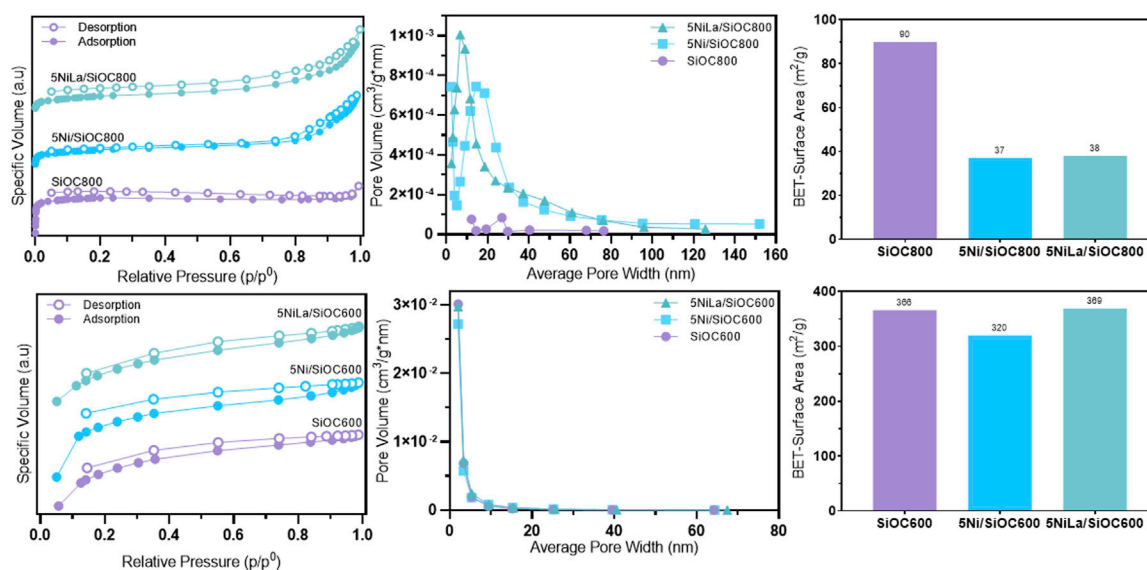 Desorption
Adsorption
5NiLa/SiOC800
5Ni/SiOC800
SiOC800
Specific Volume (a.u)
0.0 0.2 0.4 0.6 0.8 1.0
Relative Pressure (p/p⁰)
5NiLa/SiOC800
5Ni/SiOC800
SiOC800
Pore Volume (cm³/g*nm)
1×10⁻³
8×10⁻⁴
6×10⁻⁴
4×10⁻⁴
2×10⁻⁴
0
0 20 40 60 80 100 120 140 160
Average Pore Width (nm)
BET-Surface Area (m²/g)
100
80
60
40
20
0
90
37
38
SiOC800 5Ni/SiOC800 5NiLa/SiOC800
Desorption
Adsorption
5NiLa/SiOC600
5Ni/SiOC600
SiOC600
Specific Volume (a.u)
0.0 0.2 0.4 0.6 0.8 1.0
Relative Pressure (p/p⁰)
5NiLa/SiOC600
5Ni/SiOC600
SiOC600
Pore Volume (cm³/g*nm)
3×10⁻²
2×10⁻²
1×10⁻²
0
0 20 40 60 80
Average Pore Width (nm)
BET-Surface Area (m²/g)
400
300
200
100
0
366
320
369
SiOC600 5Ni/SiOC600 5NiLa/SiOC600